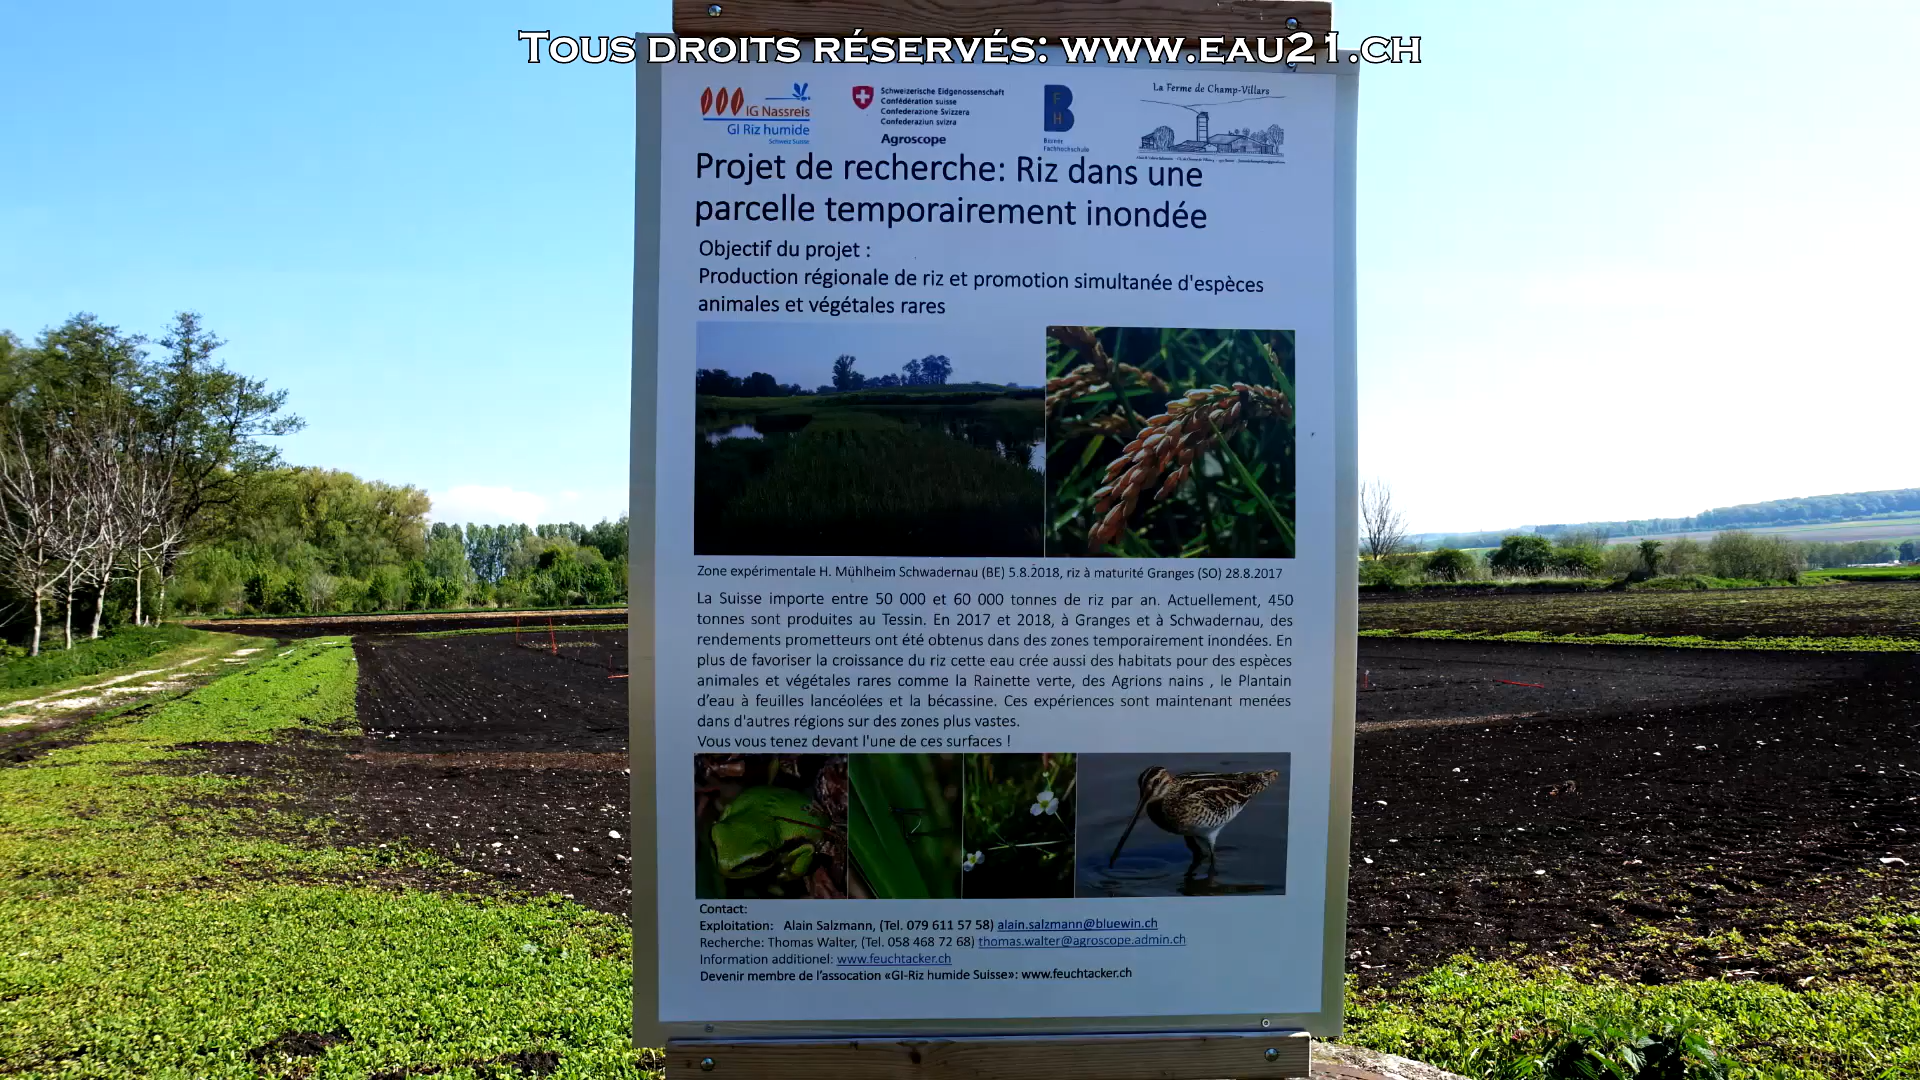 Tous droits réservés: www.eau21.ch
IG Nassreis
GI Riz humide
Schweiz Suisse
Schweizerische Eidgenossenschaft
Confédération suisse
Confederazione Svizzera
Confederaziun svizra
Agroscope
B
F
H
Berner
Fachhochschule
La Ferme de Champ-Villars
Projet de recherche: Riz dans une
parcelle temporairement inondée
Objectif du projet :
Production régionale de riz et promotion simultanée d'espèces
animales et végétales rares
Zone expérimentale H. Mühlheim Schwadernau (BE) 5.8.2018, riz à maturité Granges (SO) 28.8.2017
La Suisse importe entre 50 000 et 60 000 tonnes de riz par an. Actuellement, 450
tonnes sont produites au Tessin. En 2017 et 2018, à Granges et à Schwadernau, des
rendements prometteurs ont été obtenus dans des zones temporairement inondées. En
plus de favoriser la croissance du riz cette eau crée aussi des habitats pour des espèces
animales et végétales rares comme la Rainette verte, des Agrions nains , le Plantain
d'eau à feuilles lancéolées et la bécassine. Ces expériences sont maintenant menées
dans d'autres régions sur des zones plus vastes.
Vous vous tenez devant l'une de ces surfaces !
Contact:
Exploitation: Alain Salzmann, (Tel. 079 611 57 58) alain.salzmann@bluewin.ch
Recherche: Thomas Walter, (Tel. 058 468 72 68) thomas.walter@agroscope.admin.ch
Information additionel: www.feuchtacker.ch
Devenir membre de l'assocation «GI-Riz humide Suisse»: www.feuchtacker.ch